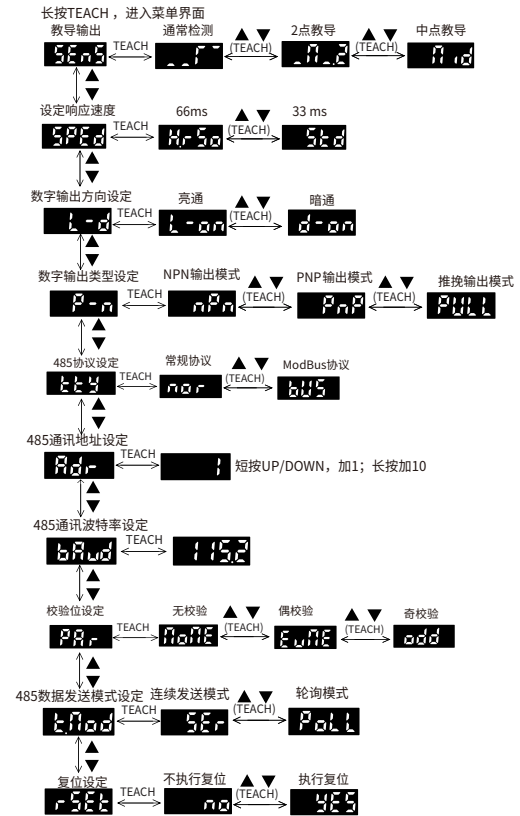 长按TEACH ，进入菜单界面
教导输出 通常检测 2点教导 中点教导
SEnS TEACH (TEACH) (TEACH)
设定响应速度 66ms 33 ms
SPEd TEACH HrSo (TEACH) Std
数字输出方向设定 亮通 暗通
L-d TEACH L-on (TEACH) d-on
数字输出类型设定 NPN输出模式 PNP输出模式 推挽输出模式
P-n TEACH nPn (TEACH) PnP (TEACH) PULL
485协议设定 常规协议 ModBus协议
tty TEACH nor (TEACH) bUS
485通讯地址设定
Adr TEACH 1 短按UP/DOWN，加1；长按加10
485通讯波特率设定
bAud TEACH 115.2
校验位设定 无校验 偶校验 奇校验
PAr TEACH NoNE (TEACH) EvNE (TEACH) odd
485数据发送模式设定 连续发送模式 轮询模式
t.Mod TEACH SEr (TEACH) PoLL
复位设定 不执行复位 执行复位
rSEt TEACH no (TEACH) YES